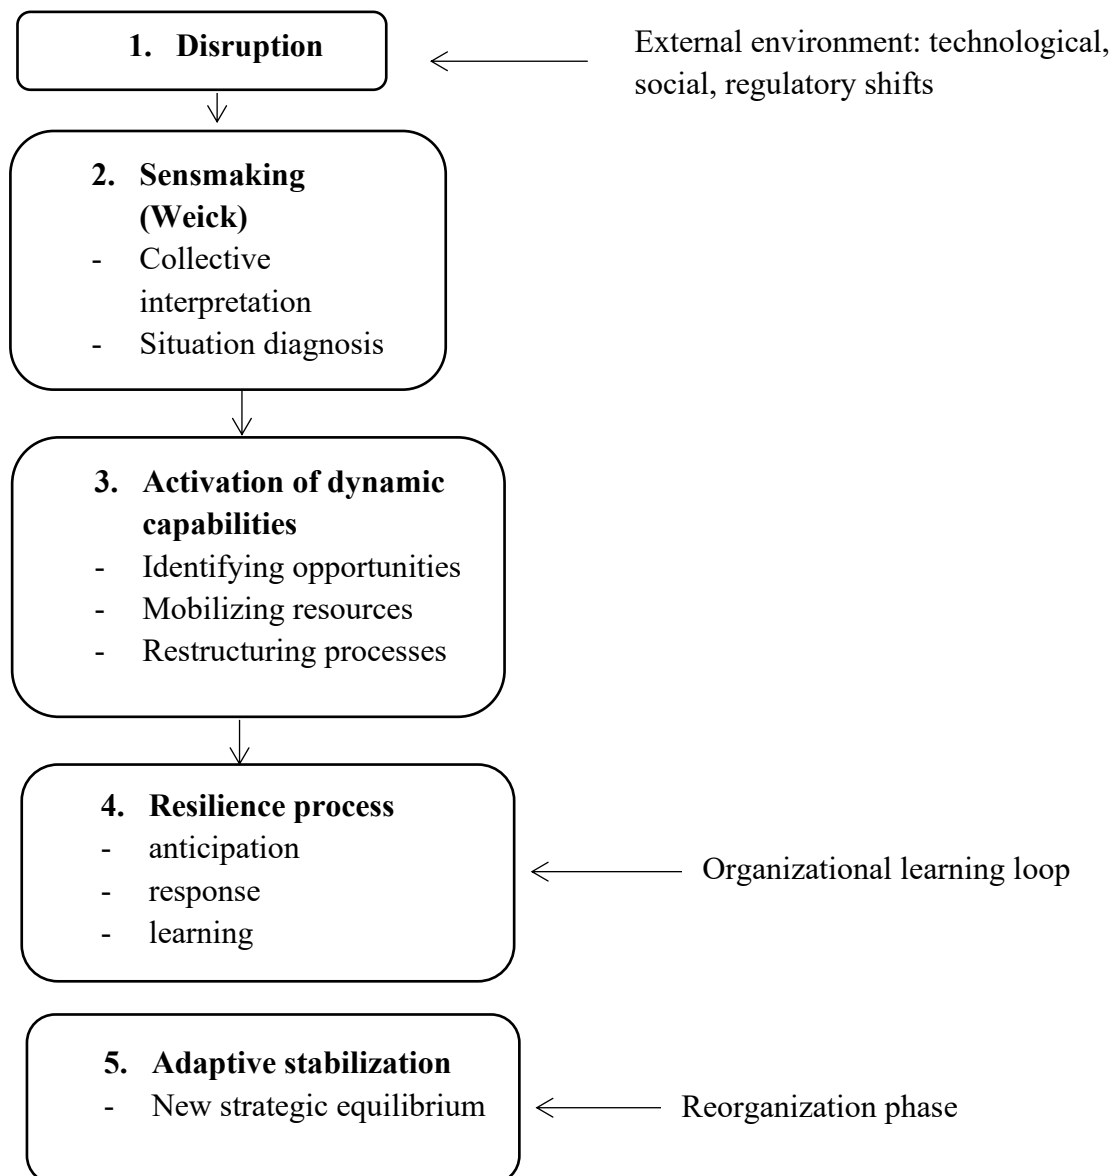 1. Disruption
External environment: technological,
social, regulatory shifts
2. Sensmaking
(Weick)
- Collective
interpretation
- Situation diagnosis
3. Activation of dynamic
capabilities
- Identifying opportunities
- Mobilizing resources
- Restructuring processes
4. Resilience process
- anticipation
- response
- learning
Organizational learning loop
5. Adaptive stabilization
- New strategic equilibrium
Reorganization phase